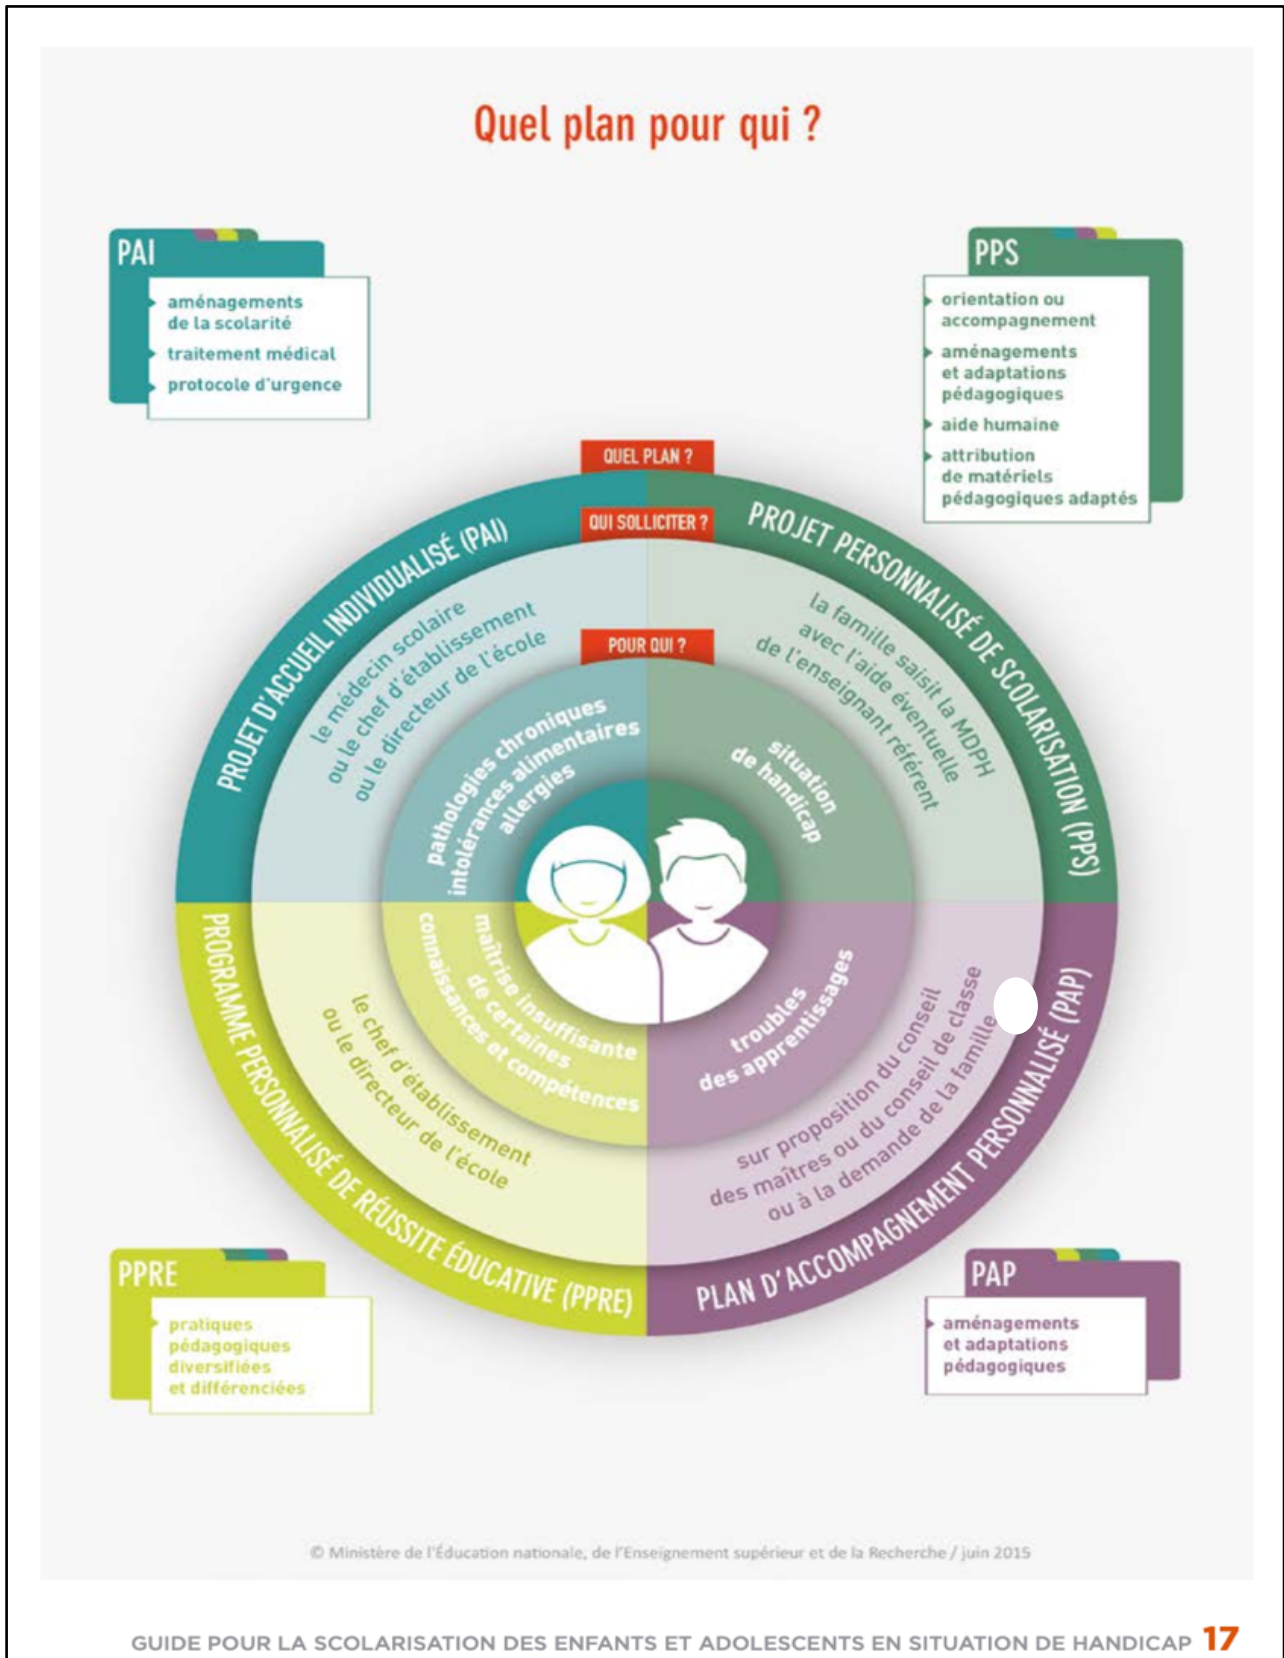 Quel plan pour qui ?
PAI
aménagements
de la scolarité
traitement médical
protocole d'urgence
PPS
orientation ou
accompagnement
aménagements
et adaptations
pédagogiques
aide humaine
attribution
de matériels
pédagogiques adaptés
QUEL PLAN ?
QUI SOLLICITER ?
POUR QUI ?
PROJET D'ACCUEIL INDIVIDUALISÉ (PAI)
le médecin scolaire
ou le chef d'établissement
ou le directeur de l'école
pathologies chroniques
intolérances alimentaires
allergies
PROJET PERSONNALISÉ DE SCOLARISATION (PPS)
la famille saisit la MDPH
avec l'aide éventuelle
de l'enseignant référent
situation
de handicap
PROGRAMME PERSONNALISÉ DE RÉUSSITE ÉDUCATIVE (PPRE)
le chef d'établissement
ou le directeur de l'école
maîtrise insuffisante
de certaines
connaissances et compétences
PLAN D'ACCOMPAGNEMENT PERSONNALISÉ (PAP)
sur proposition du conseil
des maîtres ou du conseil de classe
ou à la demande de la famille
troubles
des apprentissages
PPRE
pratiques
pédagogiques
diversifiées
et différenciées
PAP
aménagements
et adaptations
pédagogiques
© Ministère de l'Éducation nationale, de l'Enseignement supérieur et de la Recherche / juin 2015
GUIDE POUR LA SCOLARISATION DES ENFANTS ET ADOLESCENTS EN SITUATION DE HANDICAP 17